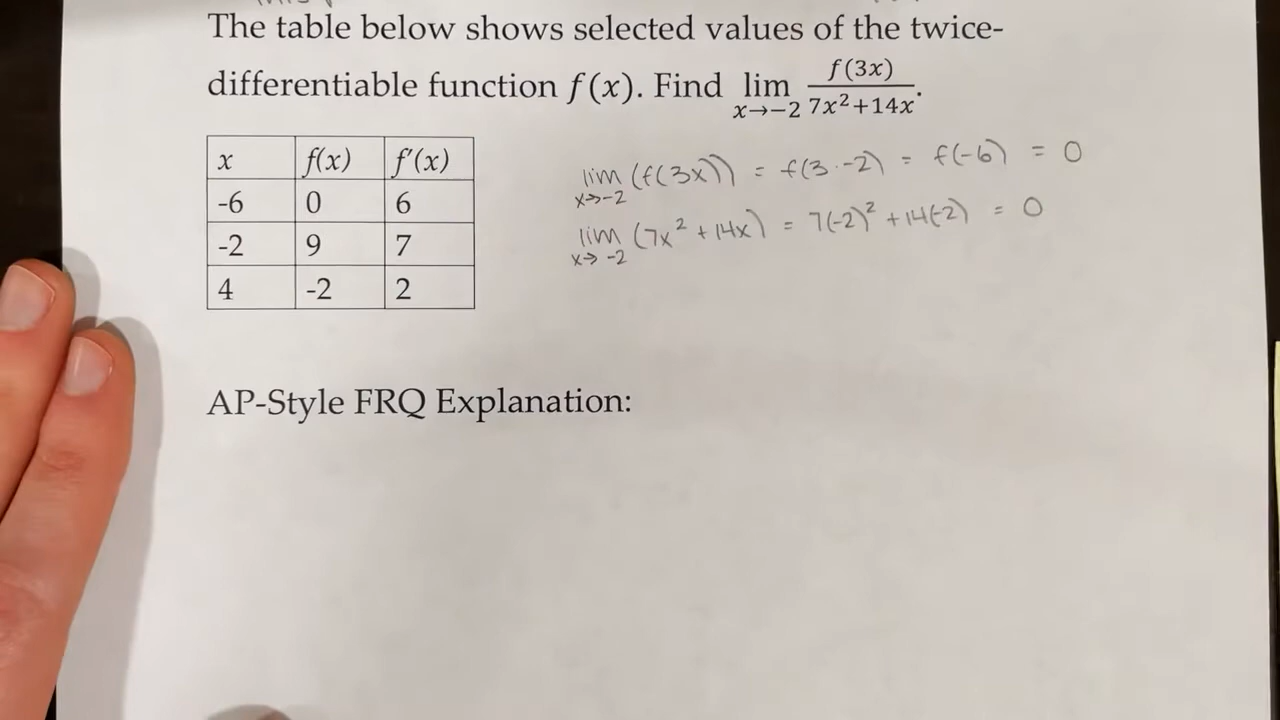 The table below shows selected values of the twice-
differentiable function f(x). Find lim x→−2 f(3x) / 7x²+14x.
x f(x) f'(x)
-6 0 6
-2 9 7
4 -2 2
lim x→-2 (f(3x)) = f(3·-2) = f(-6) = 0
lim x→-2 (7x² + 14x) = 7(-2)² + 14(-2) = 0
AP-Style FRQ Explanation: